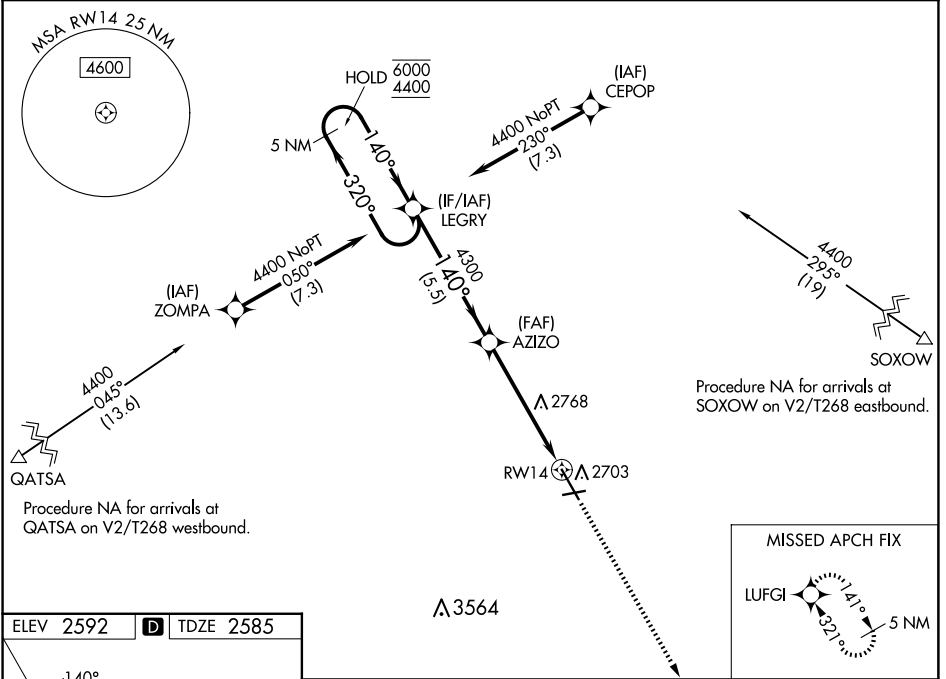 MSA RW14 25 NM
4600
HOLD
6000
4400
5 NM
140°
320°
(IF/IAF)
LEGRY
(IAF)
CEPOP
4400 NoPT
230°
(7.3)
4400 NoPT
050°
(7.3)
(IAF)
ZOMPA
4300
140°
(5.5)
(FAF)
AZIZO
4400
295°
(19)
SOXOW
Procedure NA for arrivals at
SOXOW on V2/T268 eastbound.
4400
045°
(13.6)
QATSA
Procedure NA for arrivals at
QATSA on V2/T268 westbound.
2768
RW14
2703
3564
MISSED APCH FIX
LUFGI
141°
321°
5 NM
ELEV 2592 D TDZE 2585
140°